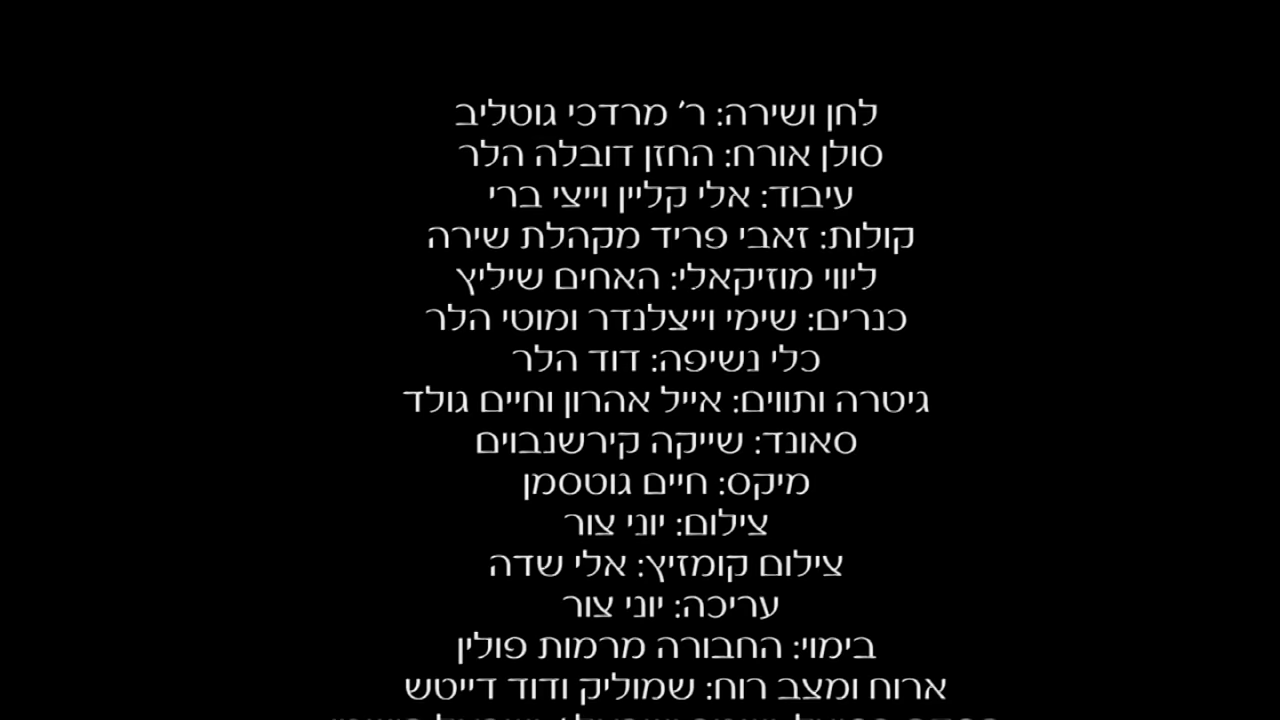 לחן ושירה: ר׳ מרדכי גוטליב
סולן אורח: החזן דובלה הלר
עיבוד: אלי קליין וייצי ברי
קולות: זאבי פריד מקהלת שירה
ליווי מוזיקאלי: האחים שיליץ
כנרים: שימי וייצלנדר ומוטי הלר
כלי נשיפה: דוד הלר
גיטרה ותווים: אייל אהרון וחיים גולד
סאונד: שייקה קירשנבוים
מיקס: חיים גוטסמן
צילום: יוני צור
צילום קומזיץ: אלי שדה
עריכה: יוני צור
בימוי: החבורה מרמות פולין
ארוח ומצב רוח: שמוליק ודוד דייטש